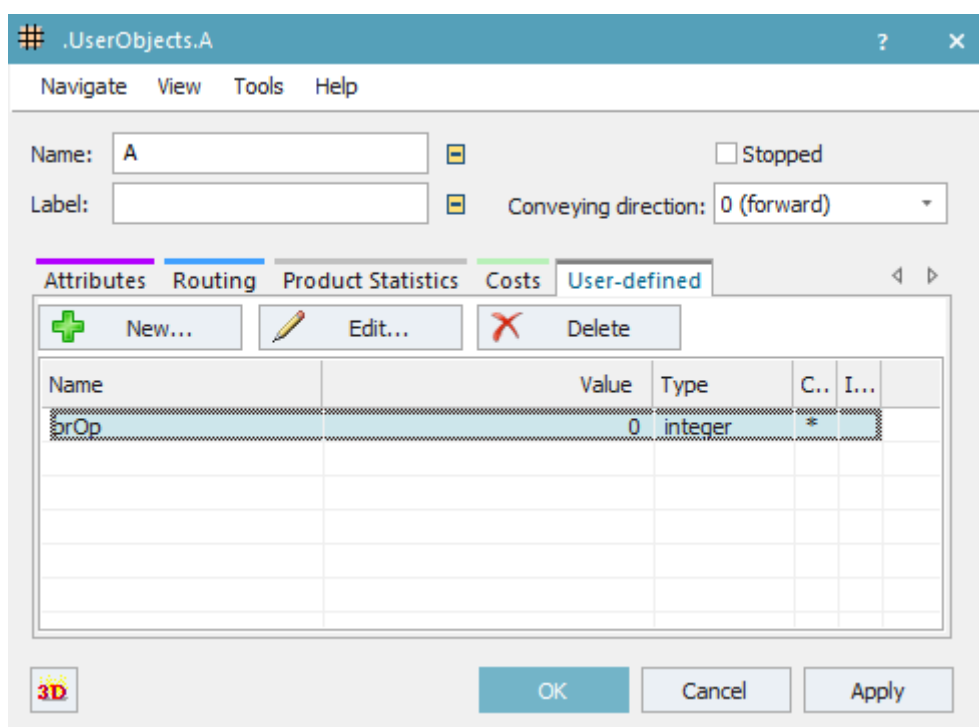 .UserObjects.A ? ×
Navigate View Tools Help
Name: A Stopped
Label: Conveying direction: 0 (forward)
Attributes Routing Product Statistics Costs User-defined
New... Edit... Delete
Name Value Type C.. I...
brOp 0 integer *
3D OK Cancel Apply